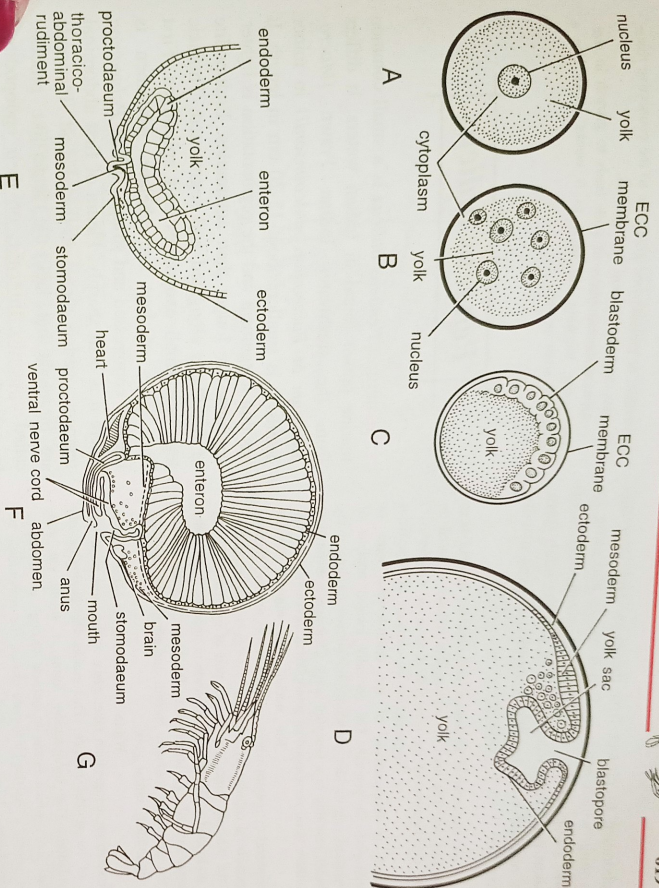 nucleus
yolk
A
cytoplasm
ECC
membrane
B
yolk
nucleus
blastoderm
ECC
membrane
yolk
C
mesoderm
ectoderm
yolk sac
blastopore
endoderm
yolk
D
endoderm
enteron
ectoderm
yolk
proctodaeum
thoracico-
abdominal
rudiment
mesoderm
stomodaeum
E
mesoderm
heart
proctodaeum
ventral nerve cord
enteron
endoderm
ectoderm
mesoderm
brain
stomodaeum
mouth
anus
abdomen
F
G